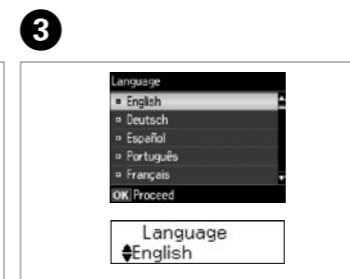 3
Language
English
Deutsch
Español
Português
Français
OK Proceed
Language
English